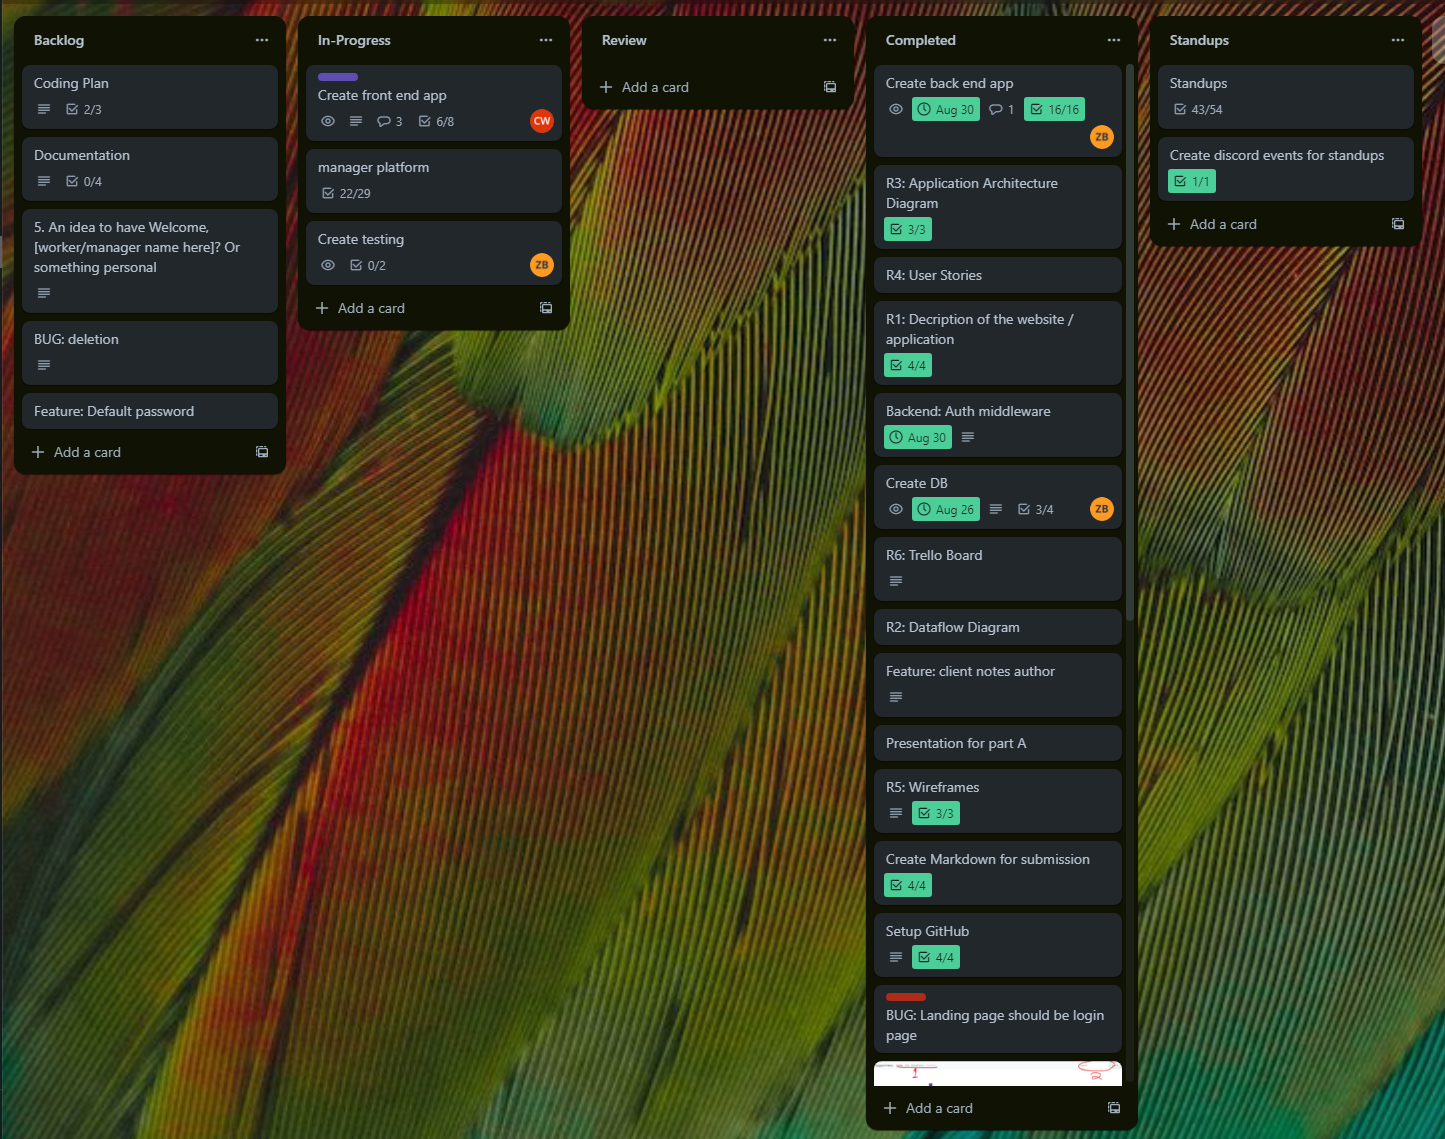 Backlog
Coding Plan
2/3
Documentation
0/4
5. An idea to have Welcome,
[worker/manager name here]? Or
something personal
BUG: deletion
Feature: Default password
Add a card
In-Progress
Create front end app
3 6/8 CW
manager platform
22/29
Create testing
0/2 ZB
Add a card
Review
Add a card
Completed
Create back end app
Aug 30 1 16/16
ZB
R3: Application Architecture
Diagram
3/3
R4: User Stories
R1: Decription of the website /
application
4/4
Backend: Auth middleware
Aug 30
Create DB
Aug 26 3/4 ZB
R6: Trello Board
R2: Dataflow Diagram
Feature: client notes author
Presentation for part A
R5: Wireframes
3/3
Create Markdown for submission
4/4
Setup GitHub
4/4
BUG: Landing page should be login
page
1 2
Add a card
Standups
Standups
43/54
Create discord events for standups
1/1
Add a card